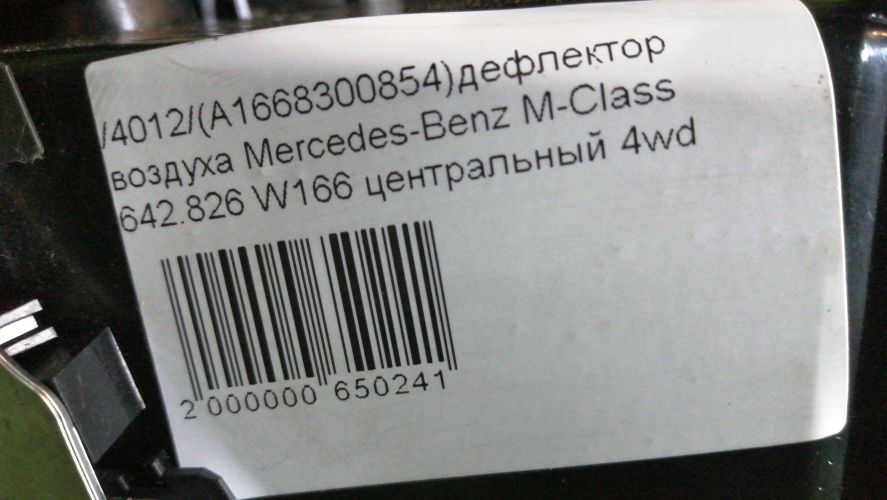 /4012/(A1668300854)дефлектор
воздуха Mercedes-Benz M-Class
642.826 W166 центральный 4wd
2 000000 650241